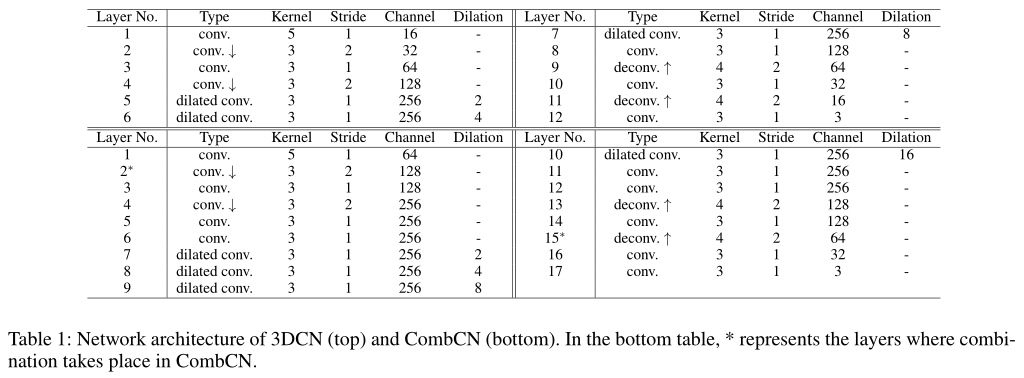 Layer No. Type Kernel Stride Channel Dilation Layer No. Type Kernel Stride Channel Dilation
1 conv. 5 1 16 - 7 dilated conv. 3 1 256 8
2 conv. ↓ 3 2 32 - 8 conv. 3 1 128 -
3 conv. 3 1 64 - 9 deconv. ↑ 4 2 64 -
4 conv. ↓ 3 2 128 - 10 conv. 3 1 32 -
5 dilated conv. 3 1 256 2 11 deconv. ↑ 4 2 16 -
6 dilated conv. 3 1 256 4 12 conv. 3 1 3 -
Layer No. Type Kernel Stride Channel Dilation Layer No. Type Kernel Stride Channel Dilation
1 conv. 5 1 64 - 10 dilated conv. 3 1 256 16
2* conv. ↓ 3 2 128 - 11 conv. 3 1 256 -
3 conv. 3 1 128 - 12 conv. 3 1 256 -
4 conv. ↓ 3 2 256 - 13 deconv. ↑ 4 2 128 -
5 conv. 3 1 256 - 14 conv. 3 1 128 -
6 conv. 3 1 256 - 15* deconv. ↑ 4 2 64 -
7 dilated conv. 3 1 256 2 16 conv. 3 1 32 -
8 dilated conv. 3 1 256 4 17 conv. 3 1 3 -
9 dilated conv. 3 1 256 8
Table 1: Network architecture of 3DCN (top) and CombCN (bottom). In the bottom table, * represents the layers where combi-
nation takes place in CombCN.